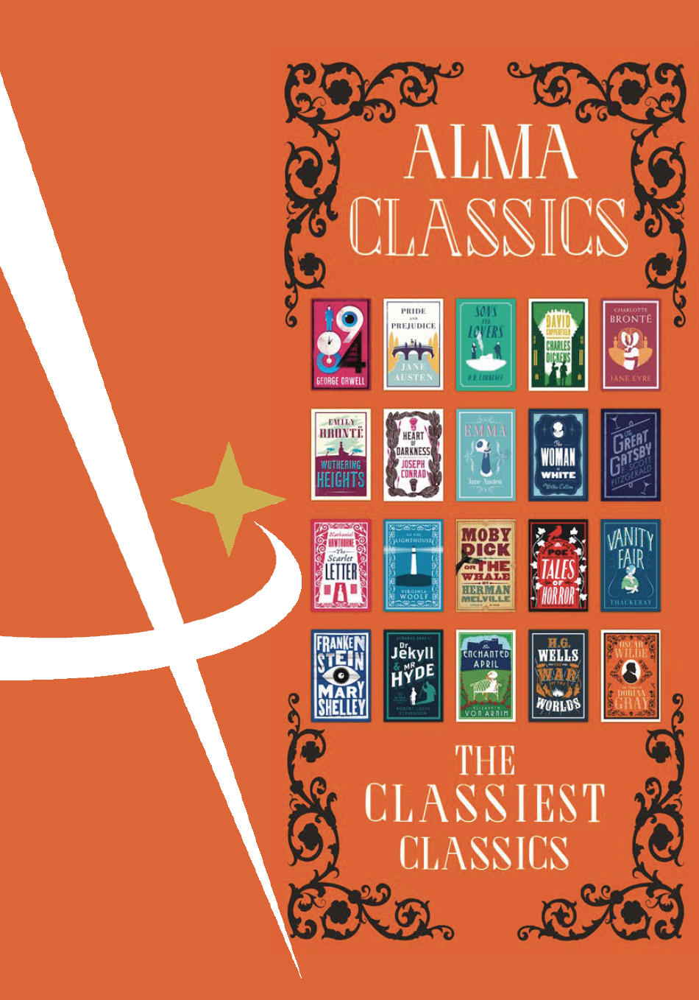 ALMA
CLASSICS
1984
GEORGE ORWELL
PRIDE
AND
PREJUDICE
JANE
AUSTEN
SONS
AND
LOVERS
D.H. LAWRENCE
DAVID
COPPERFIELD
CHARLES
DICKENS
CHARLOTTE
BRONTË
JANE EYRE
EMILY
BRONTË
WUTHERING
HEIGHTS
HEART
OF
DARKNESS
JOSEPH
CONRAD
EMMA
Jane Austen
The
WOMAN
IN
WHITE
Wilkie Collins
The
GREAT
GATSBY
F. SCOTT
FITZGERALD
Nathaniel
HAWTHORNE
The
Scarlet
LETTER
TO THE
LIGHTHOUSE
VIRGINIA
WOOLF
MOBY
DICK
OR THE
WHALE
BY
HERMAN
MELVILLE
POE'S
TALES
OF
HORROR
VANITY
FAIR
THACKERAY
FRANKEN
STEIN
MARY
SHELLEY
STRANGE CASE OF
Dr
Jekyll
& MR
HYDE
ROBERT LOUIS
STEVENSON
The
ENCHANTED
APRIL
ELIZABETH
VON ARNIM
H.G.
WELLS
THE
WAR
OF THE
WORLDS
OSCAR
WILDE
DORIAN
GRAY
THE
CLASSIEST
CLASSICS